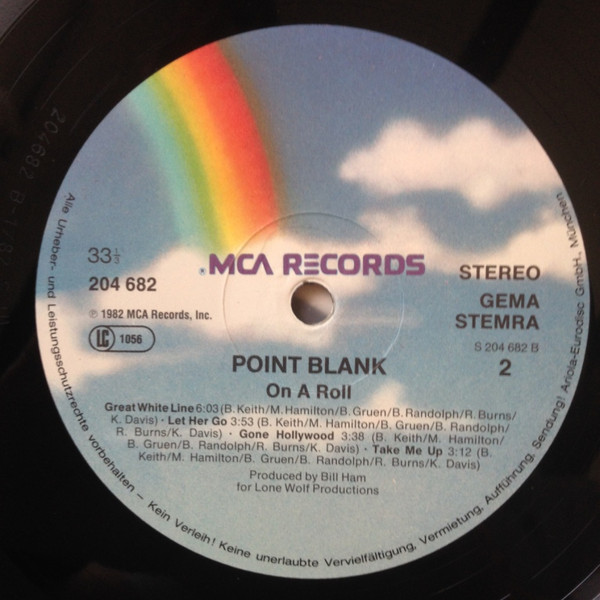 MCA RECORDS
33⅓
204 682
℗ 1982 MCA Records, Inc.
LC 1056
STEREO
GEMA
STEMRA
S 204 682 B
2
POINT BLANK
On A Roll
Great White Line 6:03 (B. Keith/M. Hamilton/B. Gruen/B. Randolph/R. Burns/
K. Davis) · Let Her Go 3:53 (B. Keith/M. Hamilton/B. Gruen/B. Randolph/
R. Burns/K. Davis) · Gone Hollywood 3:38 (B. Keith/M. Hamilton/
B. Gruen/B. Randolph/R. Burns/K. Davis) · Take Me Up 3:12 (B.
Keith/M. Hamilton/B. Gruen/B. Randolph/R. Burns/K. Davis)
Produced by Bill Ham
for Lone Wolf Productions
Alle Urheber- und Leistungsschutzrechte vorbehalten – Kein Verleih! Keine unerlaubte Vervielfältigung, Vermietung, Aufführung, Sendung! Ariola-Eurodisc GmbH., München
204682 B-1/82